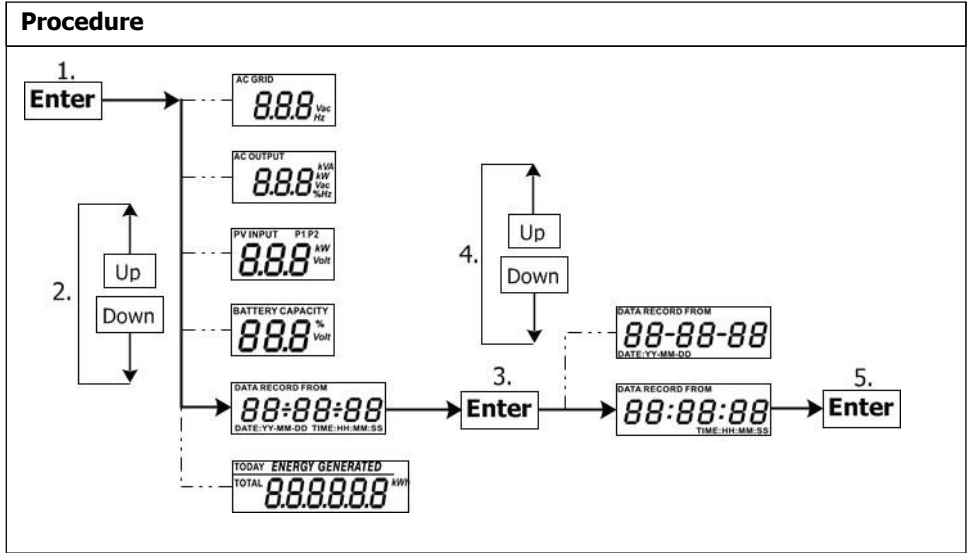 Procedure
1.
Enter
AC GRID
8.8.8 Vac
Hz
AC OUTPUT
8.8.8 kVA
kW
Vac
%Hz
2.
Up
Down
PV INPUT P1 P2
8.8.8 kW
Volt
BATTERY CAPACITY
88.8 %
Volt
DATA RECORD FROM
88÷88÷88
DATE:YY-MM-DD TIME:HH:MM:SS
TODAY ENERGY GENERATED
TOTAL 8.8.8.8.8.8 kWh
3.
Enter
4.
Up
Down
DATA RECORD FROM
88-88-88
DATE:YY-MM-DD
DATA RECORD FROM
88:88:88
TIME:HH:MM:SS
5.
Enter